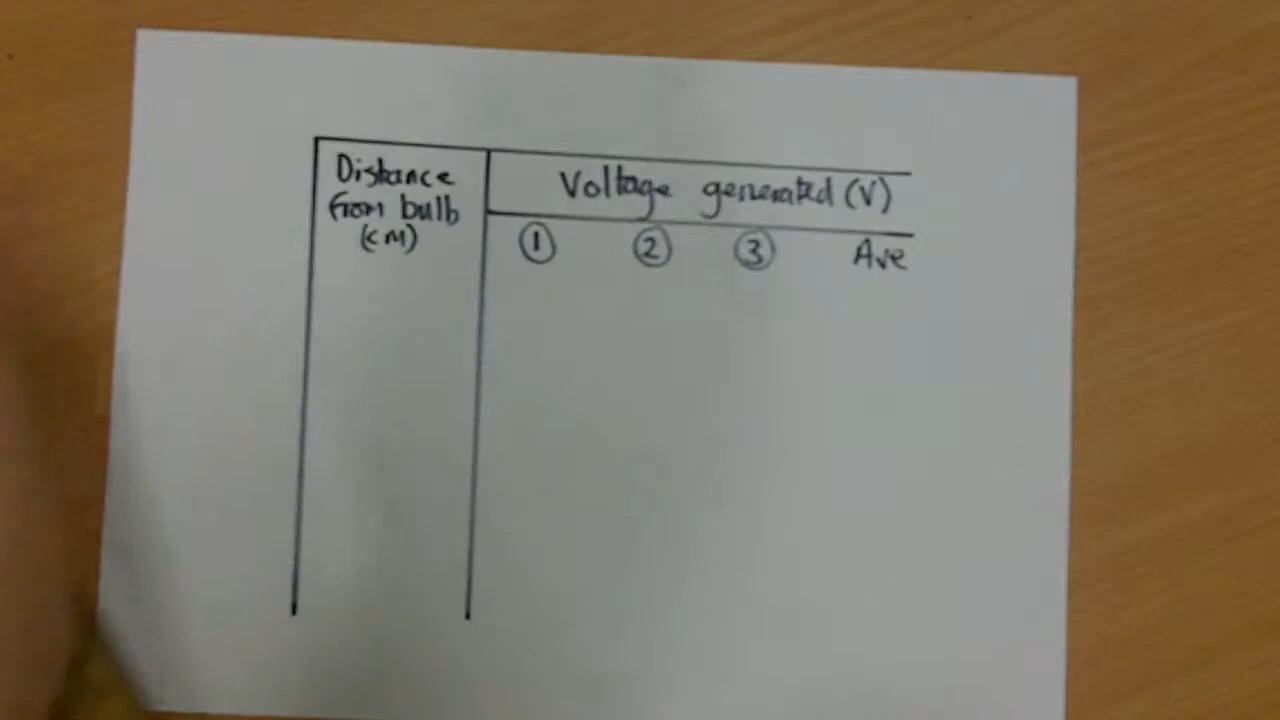 Distance
from bulb
(cm)
Voltage generated (V)
① ② ③ Ave